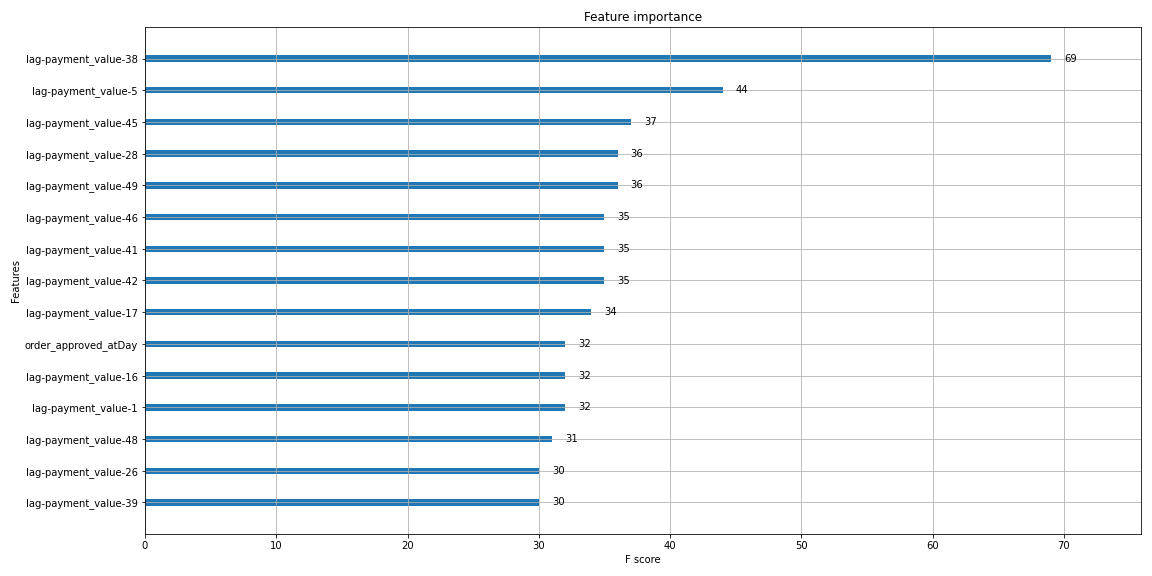 Feature importance
lag-payment_value-38 69
lag-payment_value-5 44
lag-payment_value-45 37
lag-payment_value-28 36
lag-payment_value-49 36
lag-payment_value-46 35
lag-payment_value-41 35
lag-payment_value-42 35
lag-payment_value-17 34
order_approved_atDay 32
lag-payment_value-16 32
lag-payment_value-1 32
lag-payment_value-48 31
lag-payment_value-26 30
lag-payment_value-39 30
Features
0 10 20 30 40 50 60 70
F score